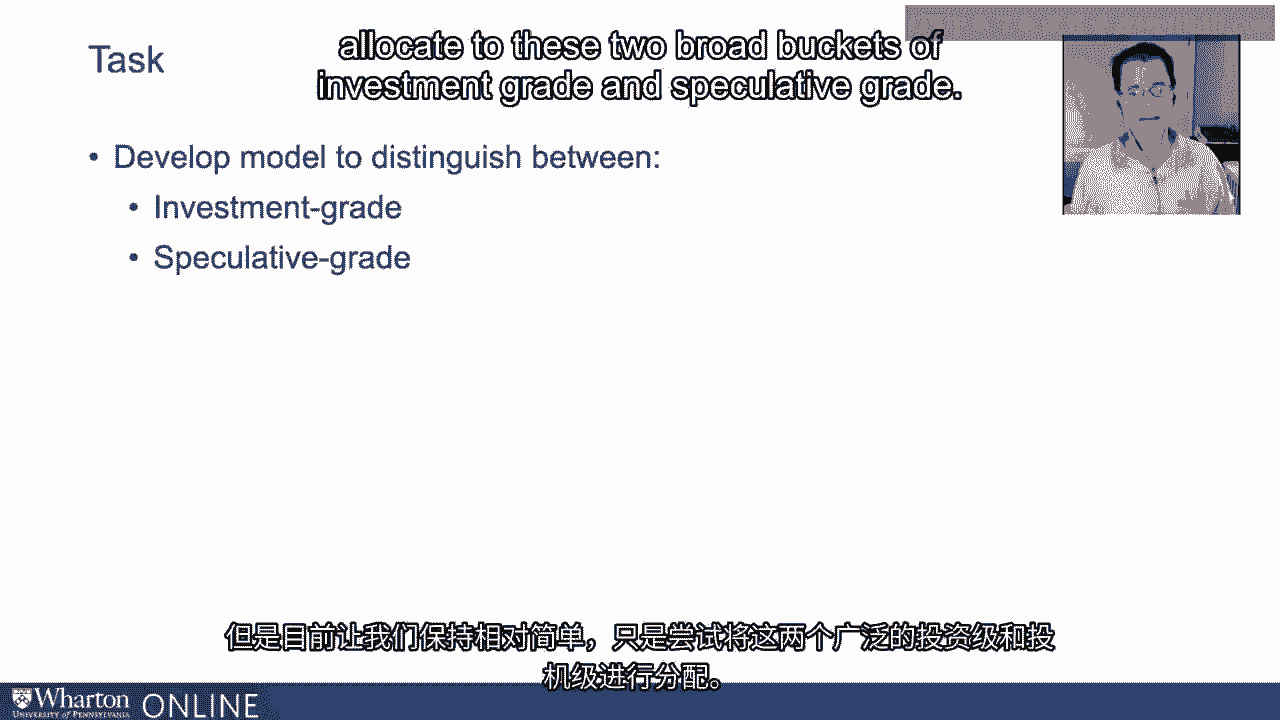 allocate to these two broad buckets of
investment grade and speculative grade.
Task
• Develop model to distinguish between:
• Investment-grade
• Speculative-grade
但是目前让我们保持相对简单，只是尝试将这两个广泛的投资级和投
机级进行分配。
Wharton ONLINE
UNIVERSITY of PENNSYLVANIA